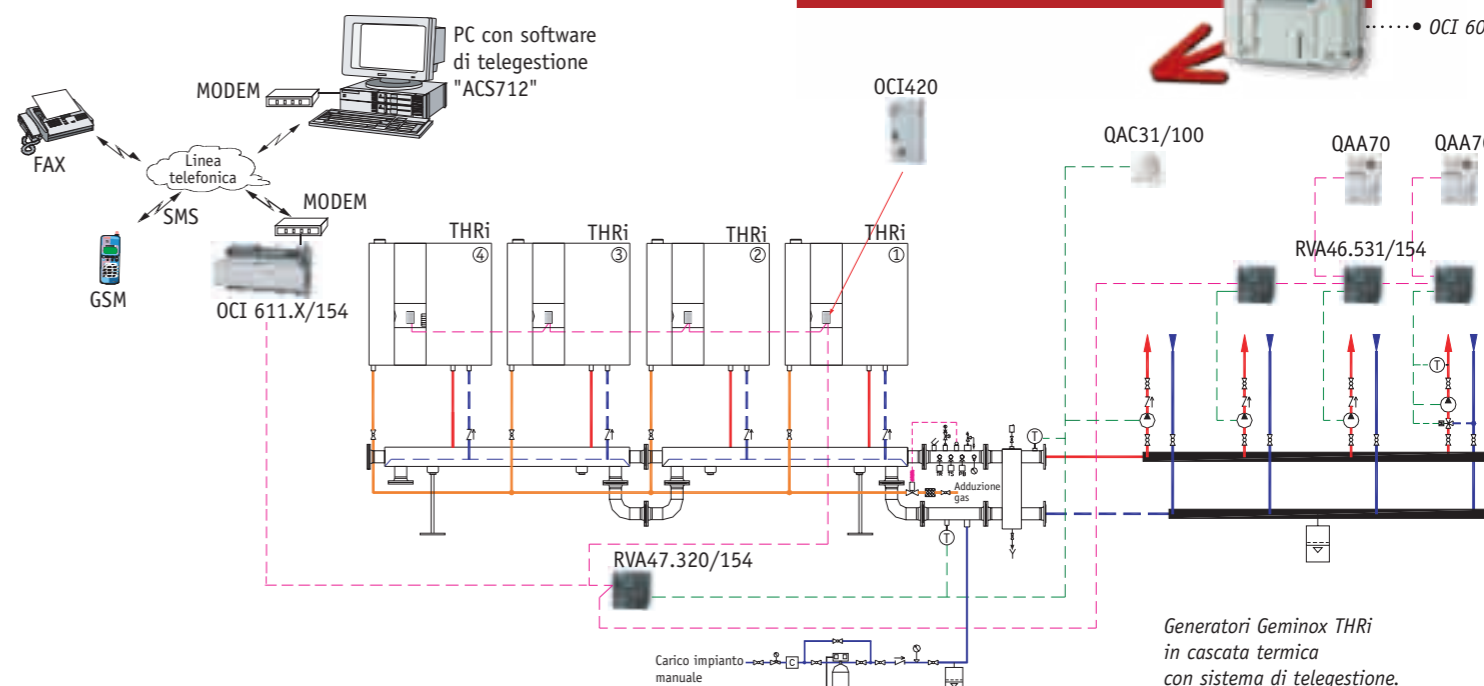 PC con software
di telegestione
"ACS712"
MODEM
FAX
Linea
telefonica
SMS
MODEM
GSM
OCI 611.X/154
OCI420
OCI 60
QAC31/100
QAA70
QAA70
RVA46.531/154
THRi
④
THRi
③
THRi
②
THRi
①
T
T
T
Adduzione
gas
RVA47.320/154
Carico impianto
manuale
C
Generatori Geminox THRi
in cascata termica
con sistema di telegestione.